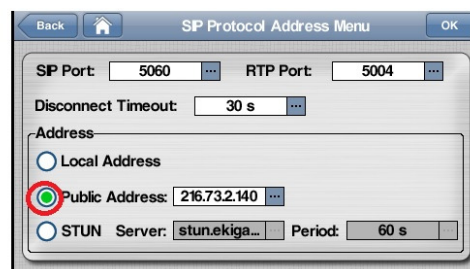 Back SIP Protocol Address Menu OK
SIP Port: 5060 ... RTP Port: 5004 ...
Disconnect Timeout: 30 s ...
Address
Local Address
Public Address: 216.73.2.140 ...
STUN Server: stun.ekiga... ... Period: 60 s ...